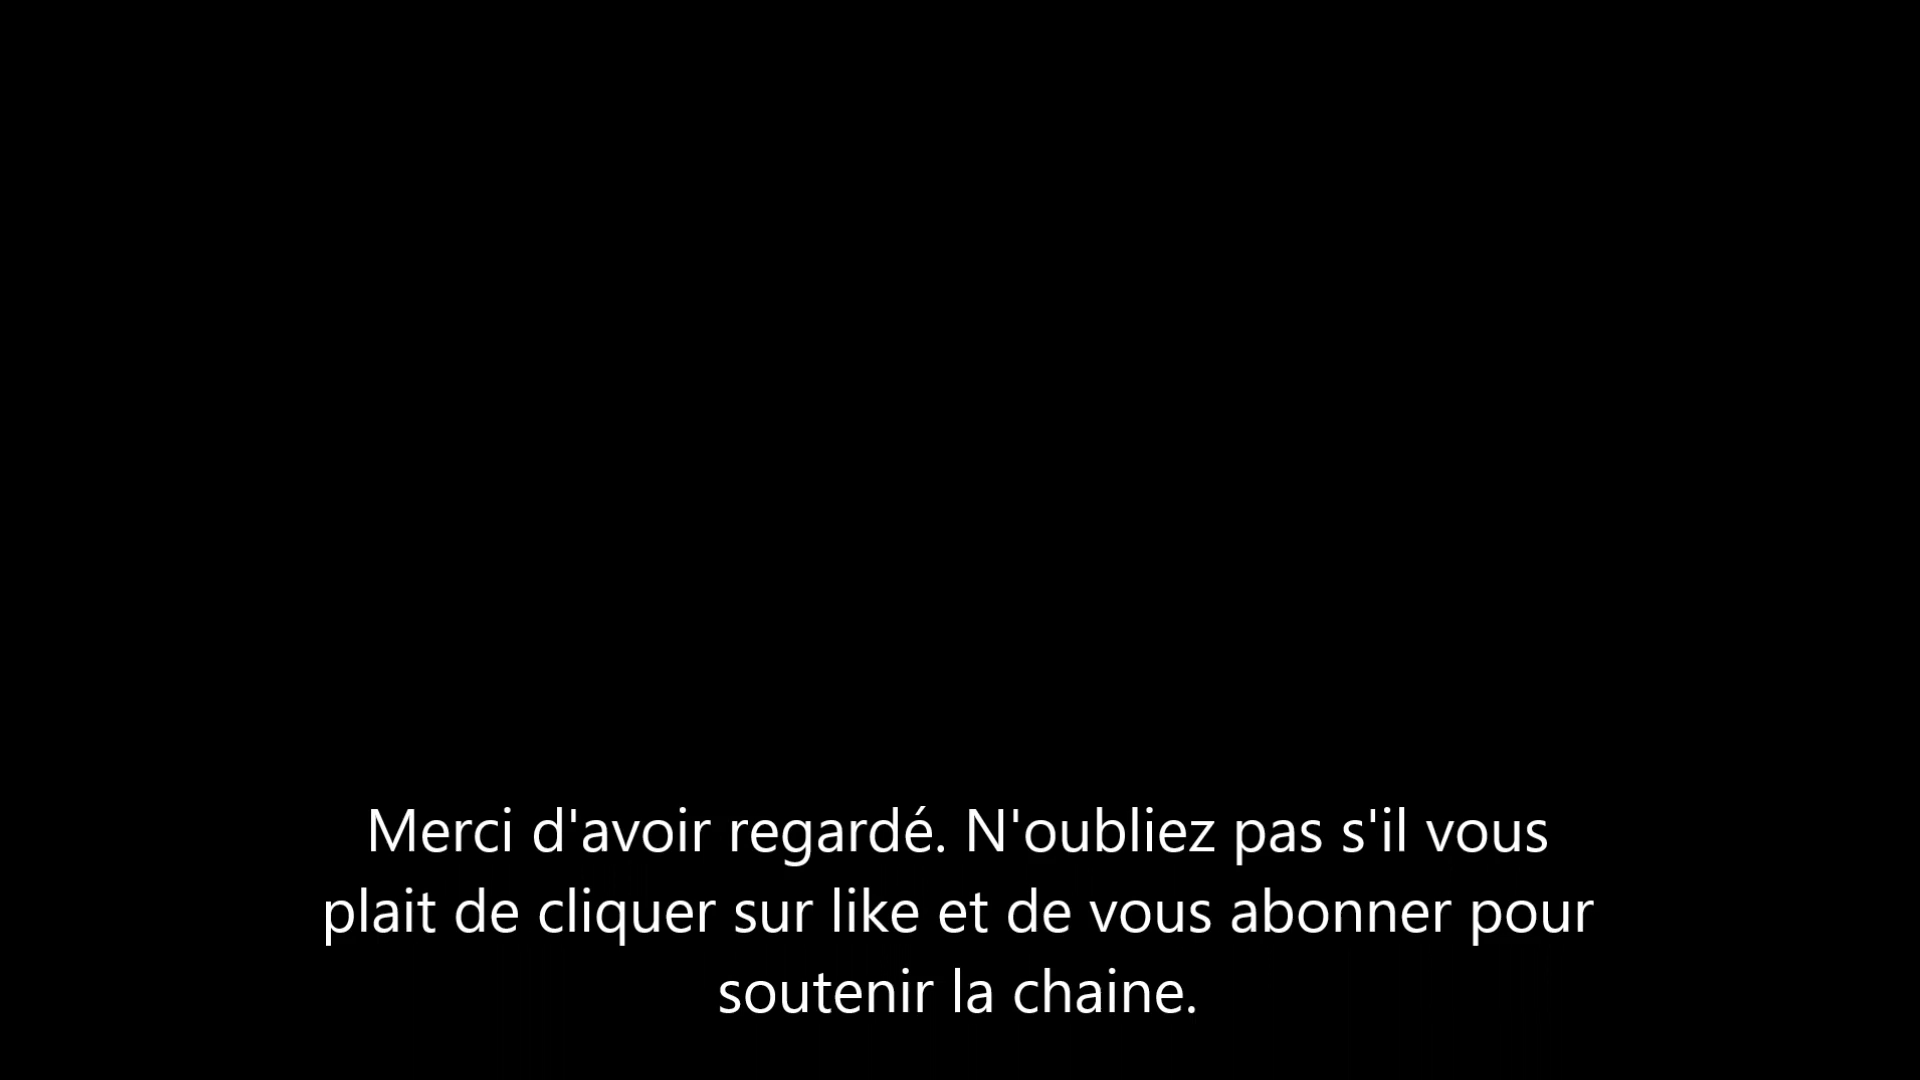 Merci d'avoir regardé. N'oubliez pas s'il vous
plait de cliquer sur like et de vous abonner pour
soutenir la chaine.